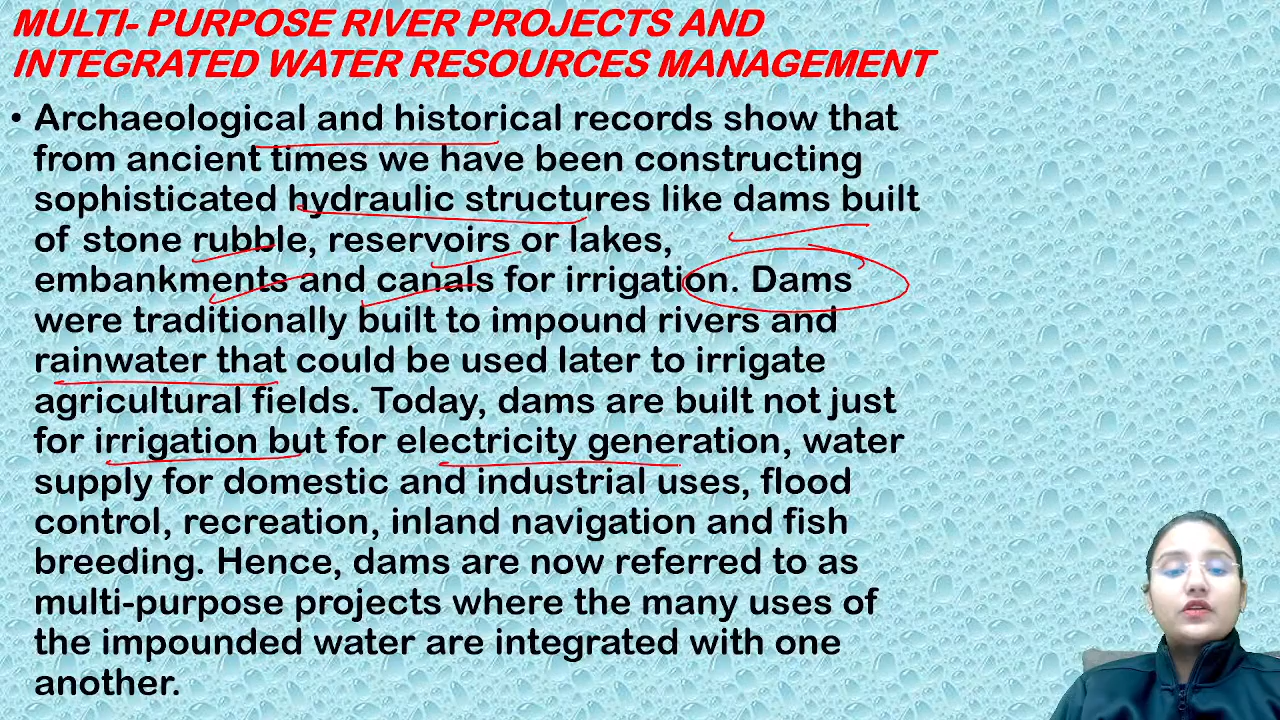 MULTI- PURPOSE RIVER PROJECTS AND
INTEGRATED WATER RESOURCES MANAGEMENT
• Archaeological and historical records show that
from ancient times we have been constructing
sophisticated hydraulic structures like dams built
of stone rubble, reservoirs or lakes,
embankments and canals for irrigation. Dams
were traditionally built to impound rivers and
rainwater that could be used later to irrigate
agricultural fields. Today, dams are built not just
for irrigation but for electricity generation, water
supply for domestic and industrial uses, flood
control, recreation, inland navigation and fish
breeding. Hence, dams are now referred to as
multi-purpose projects where the many uses of
the impounded water are integrated with one
another.